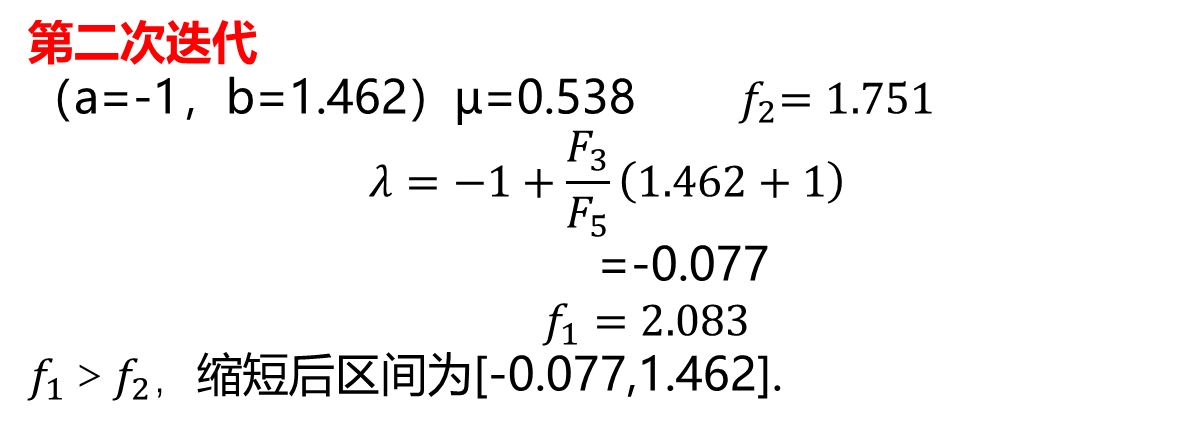 第二次迭代
（a=-1，b=1.462）μ=0.538 f₂= 1.751
λ = −1 + F₃/F₅ (1.462 + 1)
=-0.077
f₁ = 2.083
f₁ > f₂，缩短后区间为[-0.077,1.462].